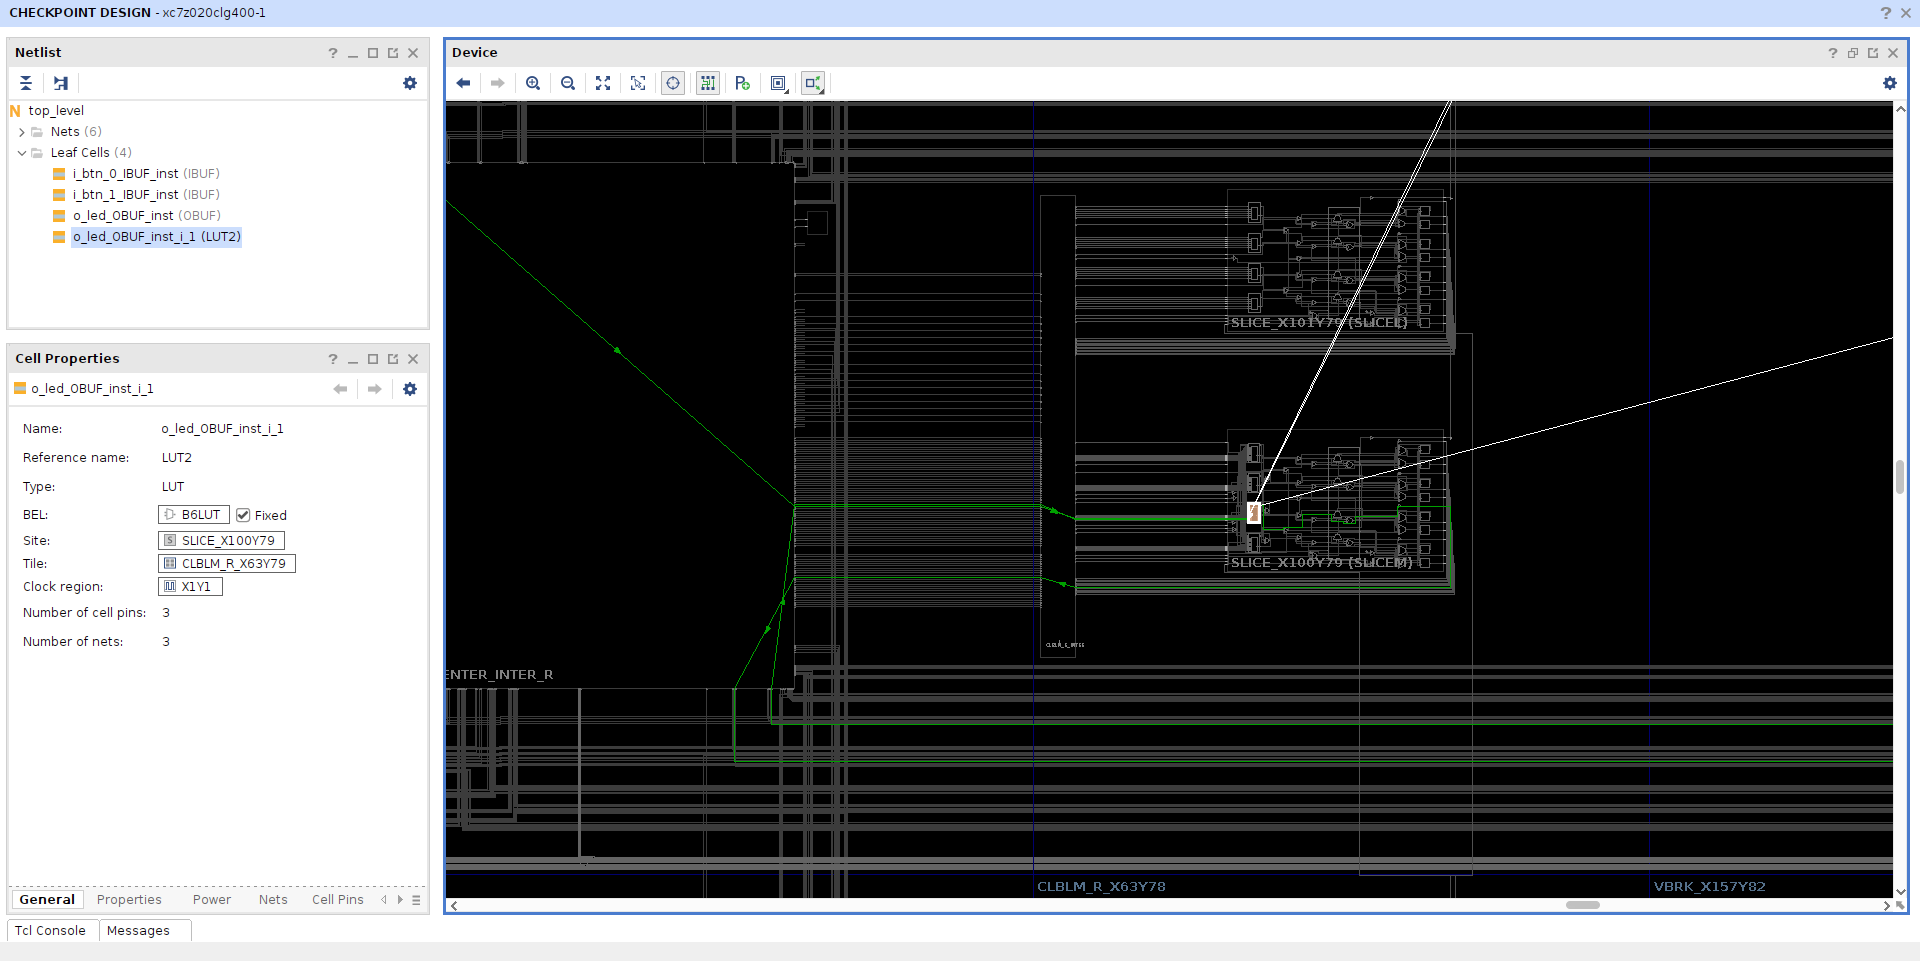 CHECKPOINT DESIGN - xc7z020clg400-1
Netlist
top_level
Nets (6)
Leaf Cells (4)
i_btn_0_IBUF_inst (IBUF)
i_btn_1_IBUF_inst (IBUF)
o_led_OBUF_inst (OBUF)
o_led_OBUF_inst_i_1 (LUT2)
Cell Properties
o_led_OBUF_inst_i_1
Name: o_led_OBUF_inst_i_1
Reference name: LUT2
Type: LUT
BEL: B6LUT Fixed
Site: SLICE_X100Y79
Tile: CLBLM_R_X63Y79
Clock region: X1Y1
Number of cell pins: 3
Number of nets: 3
General Properties Power Nets Cell Pins
Tcl Console Messages
Device
SLICE_X101Y79 (SLICEL)
SLICE_X100Y79 (SLICEM)
ENTER_INTER_R
CLBLM_R_X63Y78
VBRK_X157Y82